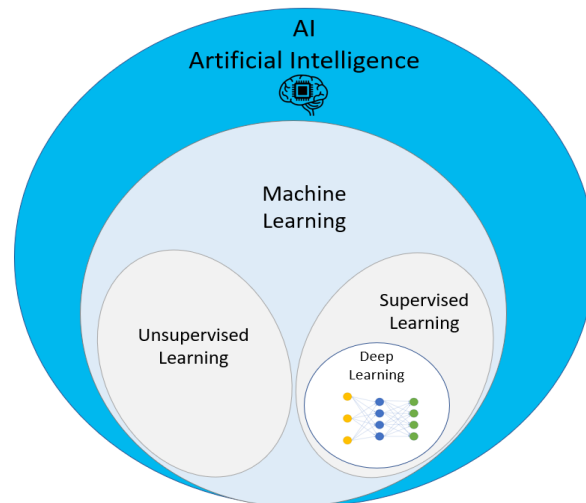 AI
Artificial Intelligence
Machine
Learning
Unsupervised
Learning
Supervised
Learning
Deep
Learning